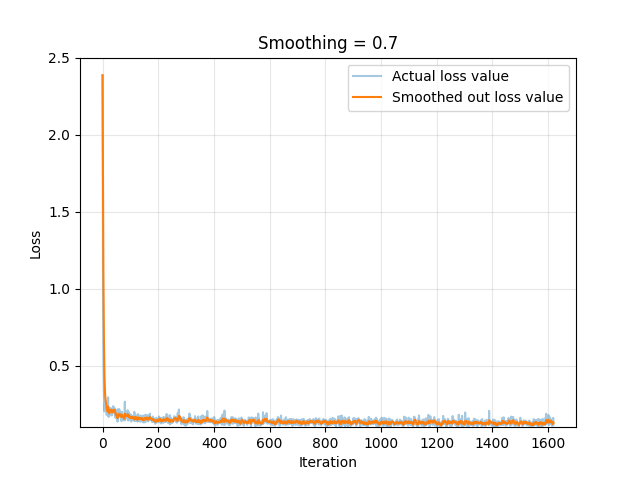 Smoothing = 0.7
Actual loss value
Smoothed out loss value
2.5
2.0
1.5
1.0
0.5
Loss
0 200 400 600 800 1000 1200 1400 1600
Iteration